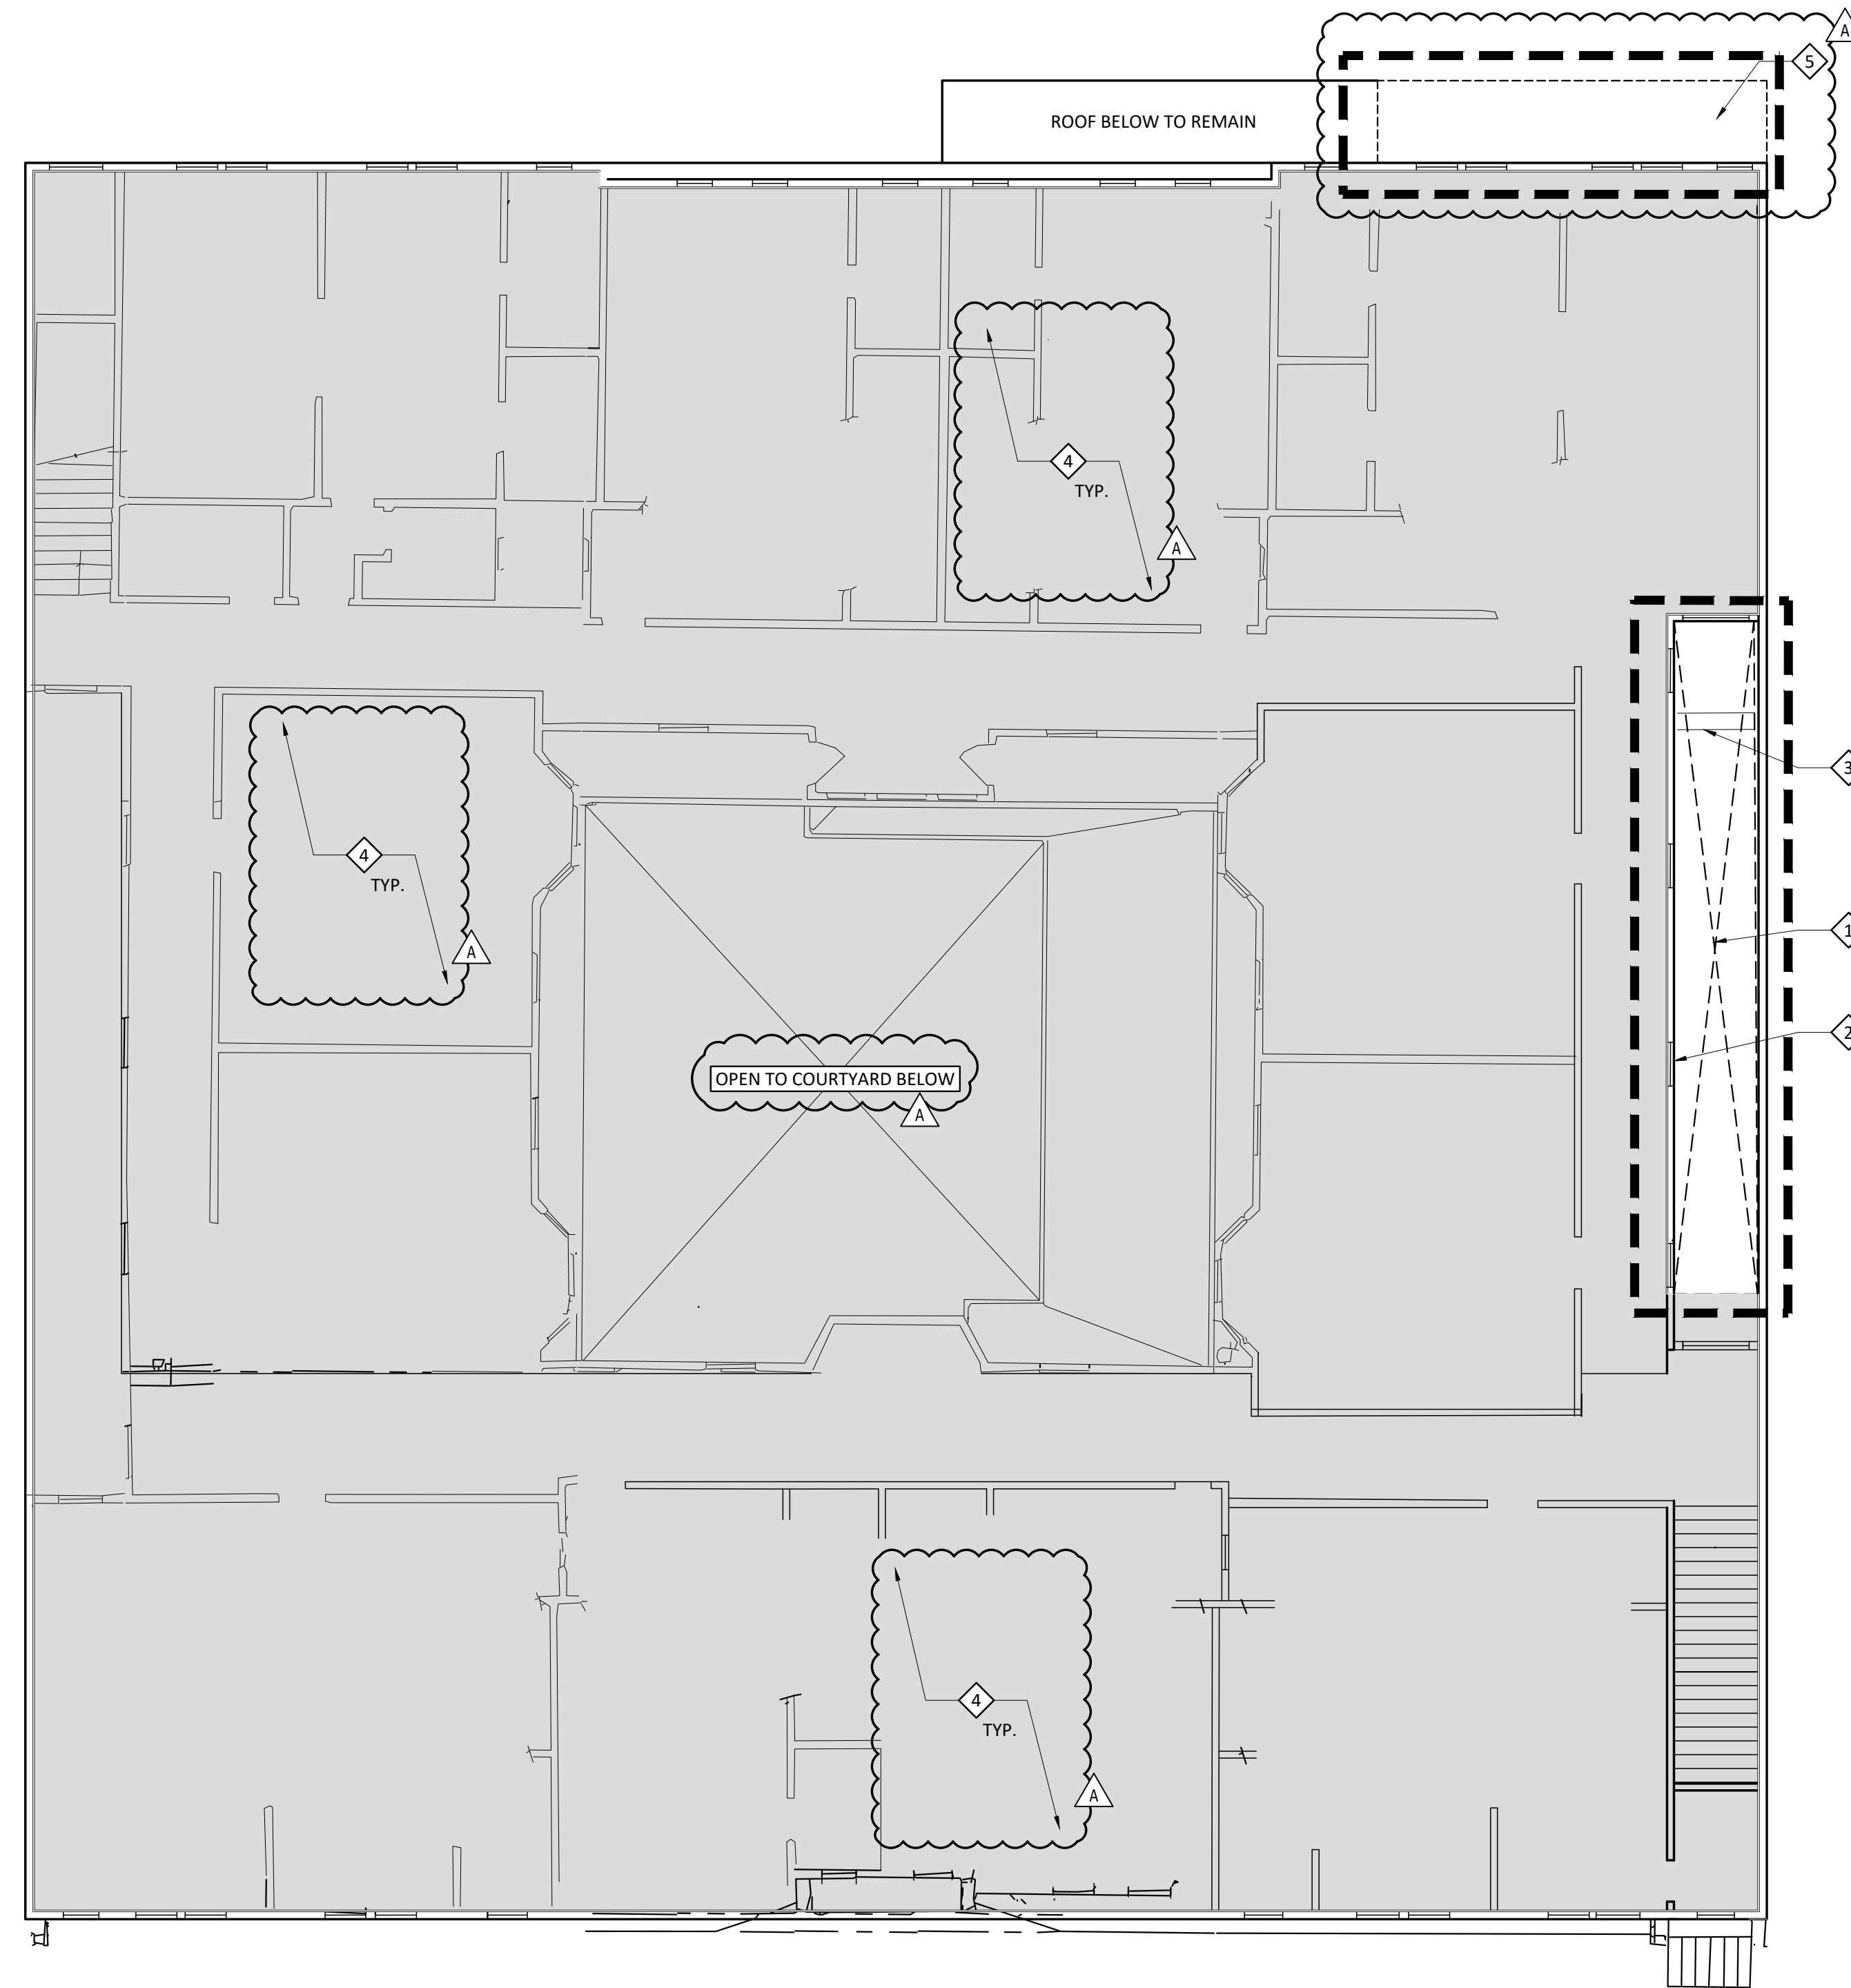 A
5
ROOF BELOW TO REMAIN
4
TYP.
A
3
4
TYP.
A
1
2
OPEN TO COURTYARD BELOW
A
4
TYP.
A